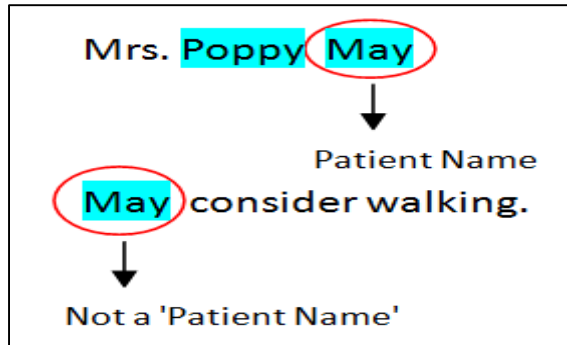 Mrs. Poppy May
Patient Name
May consider walking.
Not a 'Patient Name'